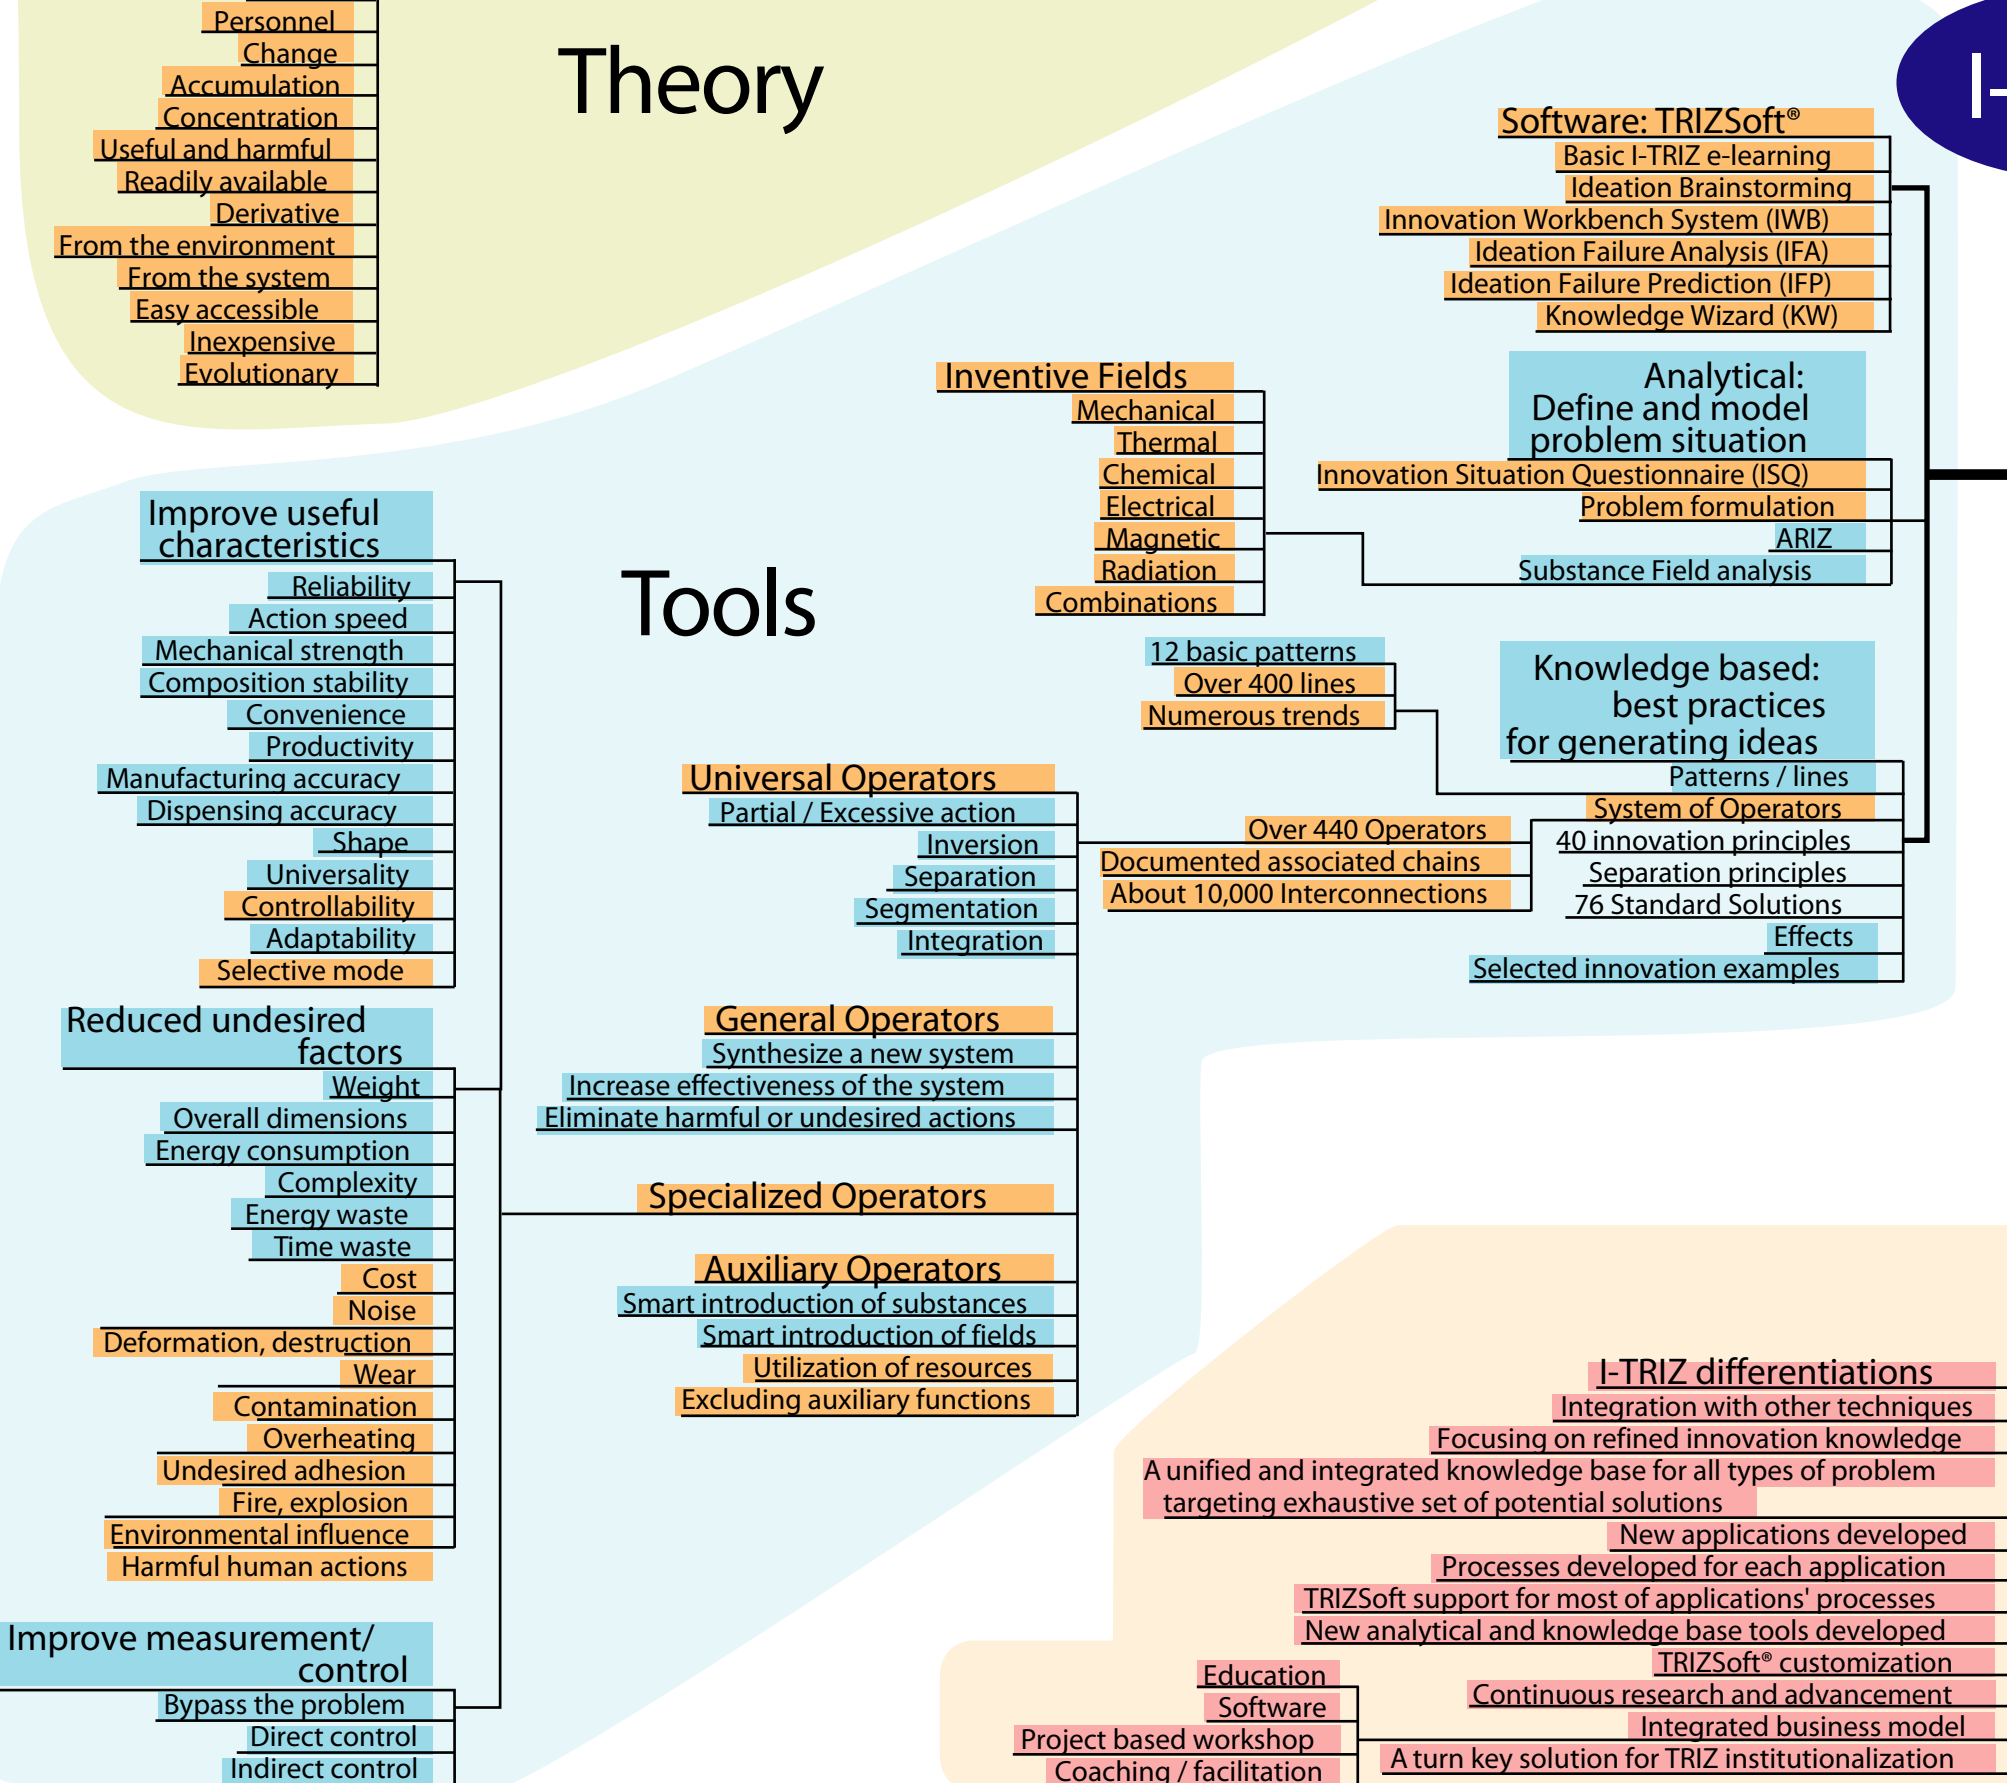 Personnel
Change
Accumulation
Concentration
Useful and harmful
Readily available
Derivative
From the environment
From the system
Easy accessible
Inexpensive
Evolutionary
Theory
I-
Software: TRIZSoft®
Basic I-TRIZ e-learning
Ideation Brainstorming
Innovation Workbench System (IWB)
Ideation Failure Analysis (IFA)
Ideation Failure Prediction (IFP)
Knowledge Wizard (KW)
Inventive Fields
Mechanical
Thermal
Chemical
Electrical
Magnetic
Radiation
Combinations
Analytical:
Define and model
problem situation
Innovation Situation Questionnaire (ISQ)
Problem formulation
ARIZ
Substance Field analysis
Tools
12 basic patterns
Over 400 lines
Numerous trends
Knowledge based:
best practices
for generating ideas
Patterns / lines
System of Operators
40 innovation principles
Separation principles
76 Standard Solutions
Effects
Selected innovation examples
Over 440 Operators
Documented associated chains
About 10,000 Interconnections
Universal Operators
Partial / Excessive action
Inversion
Separation
Segmentation
Integration
General Operators
Synthesize a new system
Increase effectiveness of the system
Eliminate harmful or undesired actions
Specialized Operators
Auxiliary Operators
Smart introduction of substances
Smart introduction of fields
Utilization of resources
Excluding auxiliary functions
Improve useful
characteristics
Reliability
Action speed
Mechanical strength
Composition stability
Convenience
Productivity
Manufacturing accuracy
Dispensing accuracy
Shape
Universality
Controllability
Adaptability
Selective mode
Reduced undesired
factors
Weight
Overall dimensions
Energy consumption
Complexity
Energy waste
Time waste
Cost
Noise
Deformation, destruction
Wear
Contamination
Overheating
Undesired adhesion
Fire, explosion
Environmental influence
Harmful human actions
Improve measurement/
control
Bypass the problem
Direct control
Indirect control
I-TRIZ differentiations
Integration with other techniques
Focusing on refined innovation knowledge
A unified and integrated knowledge base for all types of problem
targeting exhaustive set of potential solutions
New applications developed
Processes developed for each application
TRIZSoft support for most of applications' processes
New analytical and knowledge base tools developed
TRIZSoft® customization
Continuous research and advancement
Integrated business model
A turn key solution for TRIZ institutionalization
Education
Software
Project based workshop
Coaching / facilitation